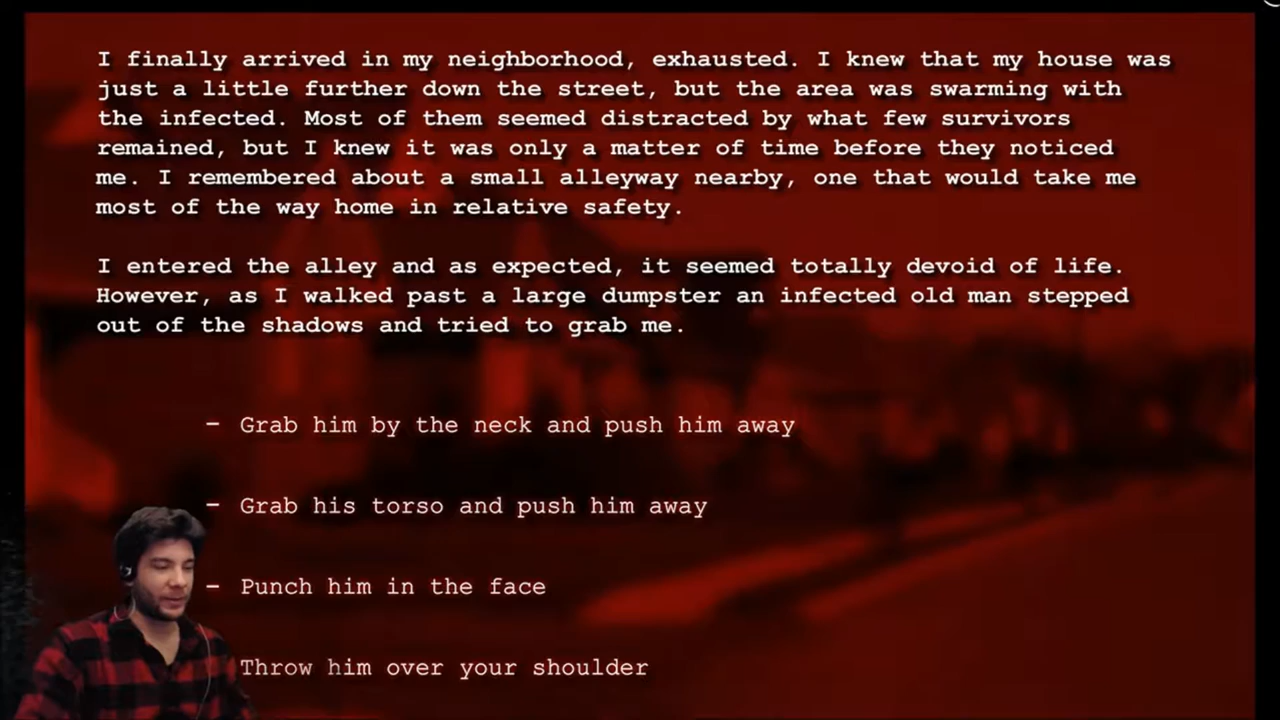 I finally arrived in my neighborhood, exhausted. I knew that my house was
just a little further down the street, but the area was swarming with
the infected. Most of them seemed distracted by what few survivors
remained, but I knew it was only a matter of time before they noticed
me. I remembered about a small alleyway nearby, one that would take me
most of the way home in relative safety.
I entered the alley and as expected, it seemed totally devoid of life.
However, as I walked past a large dumpster an infected old man stepped
out of the shadows and tried to grab me.
- Grab him by the neck and push him away
- Grab his torso and push him away
- Punch him in the face
Throw him over your shoulder